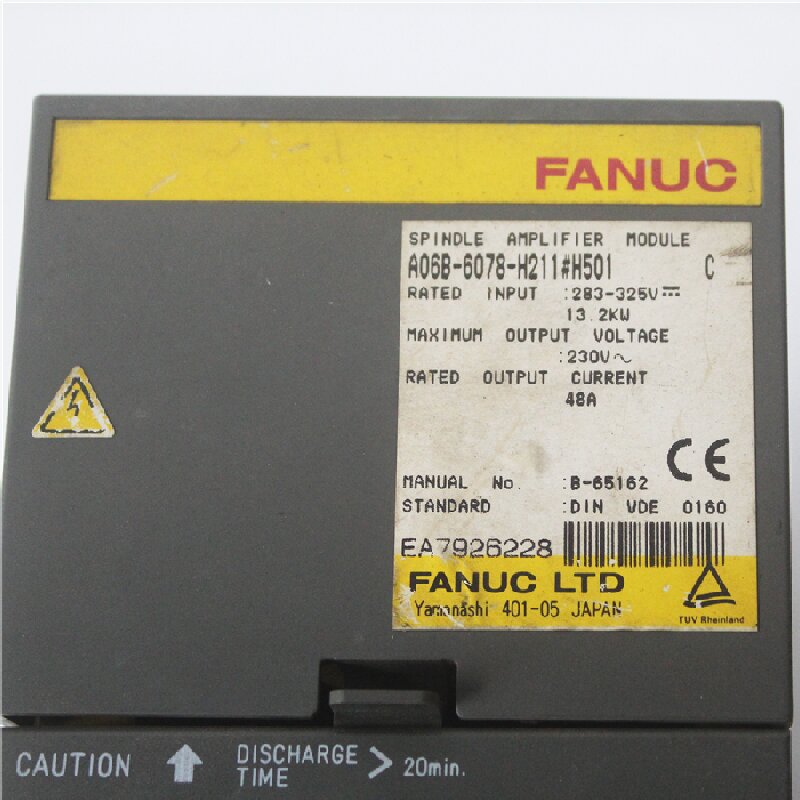 FANUC
SPINDLE AMPLIFIER MODULE
A06B-6078-H211#H501 C
RATED INPUT :283-325V⎓
13.2KW
MAXIMUM OUTPUT VOLTAGE
:230V～
RATED OUTPUT CURRENT
48A
CE
MANUAL No. :B-65162
STANDARD :DIN VDE 0160
EA7926228
FANUC LTD
Yamanashi 401-05 JAPAN
TUV Rheinland
CAUTION ↑ DISCHARGE TIME > 20min.